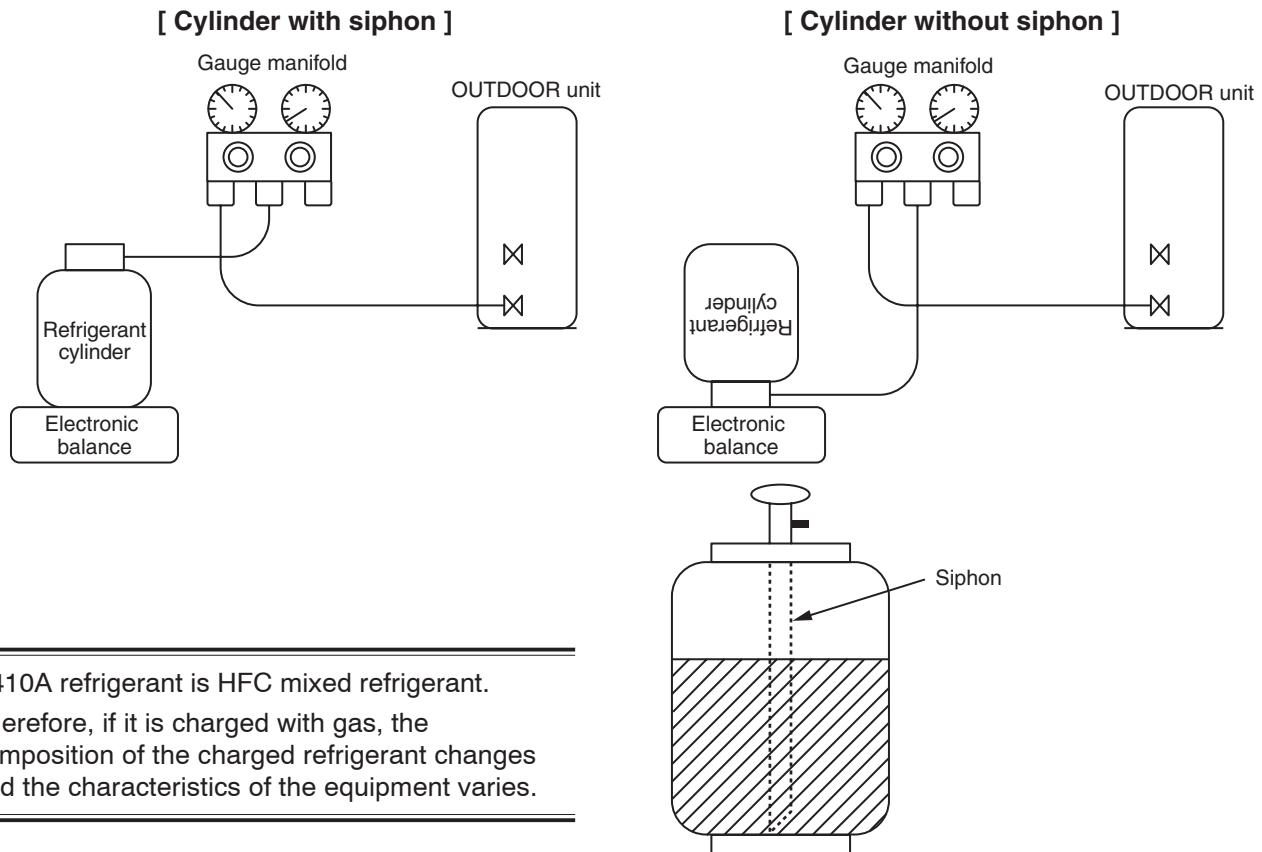 [ Cylinder with siphon ]
Gauge manifold
OUTDOOR unit
Refrigerant
cylinder
Electronic
balance
[ Cylinder without siphon ]
Gauge manifold
OUTDOOR unit
Refrigerant
cylinder
Electronic
balance
Siphon
410A refrigerant is HFC mixed refrigerant.
erefore, if it is charged with gas, the
mposition of the charged refrigerant changes
d the characteristics of the equipment varies.